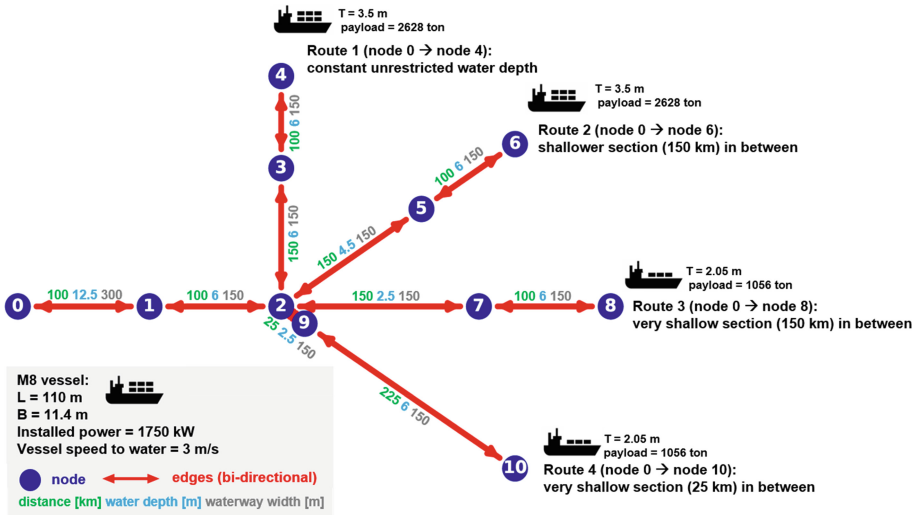 T = 3.5 m
payload = 2628 ton
Route 1 (node 0 → node 4):
constant unrestricted water depth
4
100 6 150
3
150 6 150
T = 3.5 m
payload = 2628 ton
Route 2 (node 0 → node 6):
shallower section (150 km) in between
6
100 6 150
5
150 4.5 150
0
100 12.5 300
1
100 6 150
2
150 2.5 150
7
100 6 150
8
T = 2.05 m
payload = 1056 ton
Route 3 (node 0 → node 8):
very shallow section (150 km) in between
9
25 2.5 150
225 6 150
10
T = 2.05 m
payload = 1056 ton
Route 4 (node 0 → node 10):
very shallow section (25 km) in between
M8 vessel:
L = 110 m
B = 11.4 m
Installed power = 1750 kW
Vessel speed to water = 3 m/s
node
edges (bi-directional)
distance [km] water depth [m] waterway width [m]